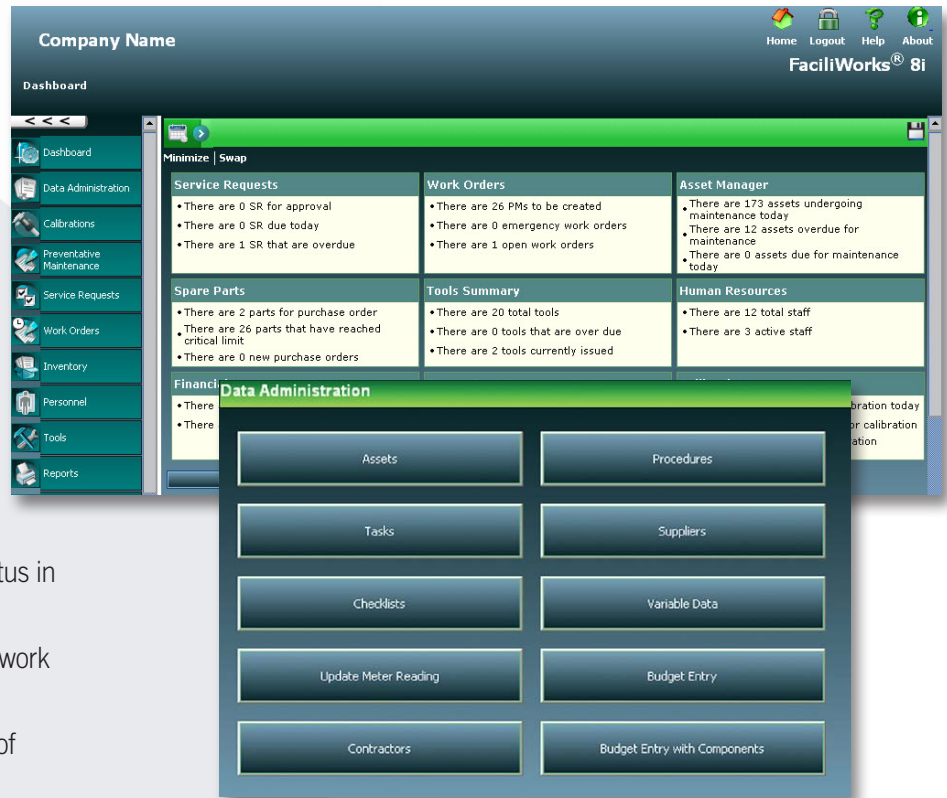 Company Name
Home Logout Help About
FaciliWorks® 8i
Dashboard
< < <
Dashboard
Data Administration
Calibrations
Preventative
Maintenance
Service Requests
Work Orders
Inventory
Personnel
Tools
Reports
Minimize | Swap
Service Requests
• There are 0 SR for approval
• There are 0 SR due today
• There are 1 SR that are overdue
Work Orders
• There are 26 PMs to be created
• There are 0 emergency work orders
• There are 1 open work orders
Asset Manager
• There are 173 assets undergoing
maintenance today
• There are 12 assets overdue for
maintenance
• There are 0 assets due for maintenance
today
Spare Parts
• There are 2 parts for purchase order
• There are 26 parts that have reached
critical limit
• There are 0 new purchase orders
Tools Summary
• There are 20 total tools
• There are 0 tools that are over due
• There are 2 tools currently issued
Human Resources
• There are 12 total staff
• There are 3 active staff
• There
• There
bration today
or calibration
ation
Data Administration
Assets
Procedures
Tasks
Suppliers
Checklists
Variable Data
Update Meter Reading
Budget Entry
Contractors
Budget Entry with Components
tus in
work
of